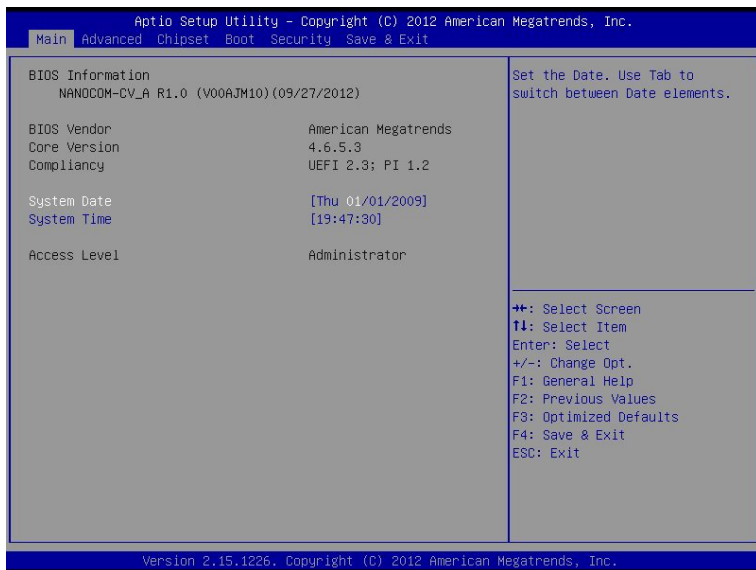 Aptio Setup Utility – Copyright (C) 2012 American Megatrends, Inc.
Main Advanced Chipset Boot Security Save & Exit
BIOS Information
NANOCOM-CV_A R1.0 (V00AJM10)(09/27/2012)
BIOS Vendor American Megatrends
Core Version 4.6.5.3
Compliancy UEFI 2.3; PI 1.2
System Date [Thu 01/01/2009]
System Time [19:47:30]
Access Level Administrator
Set the Date. Use Tab to
switch between Date elements.
→←: Select Screen
↑↓: Select Item
Enter: Select
+/-: Change Opt.
F1: General Help
F2: Previous Values
F3: Optimized Defaults
F4: Save & Exit
ESC: Exit
Version 2.15.1226. Copyright (C) 2012 American Megatrends, Inc.